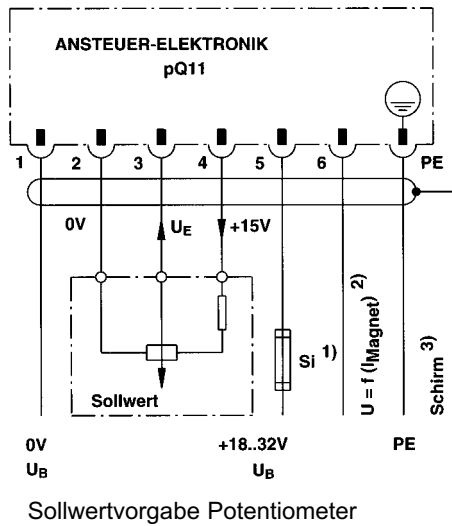 ANSTEUER-ELEKTRONIK
pQ11
1 2 3 4 5 6 PE
0V UE +15V
Si 1)
U = f (IMagnet) 2)
Schirm 3)
Sollwert
0V +18..32V PE
UB UB
Sollwertvorgabe Potentiometer